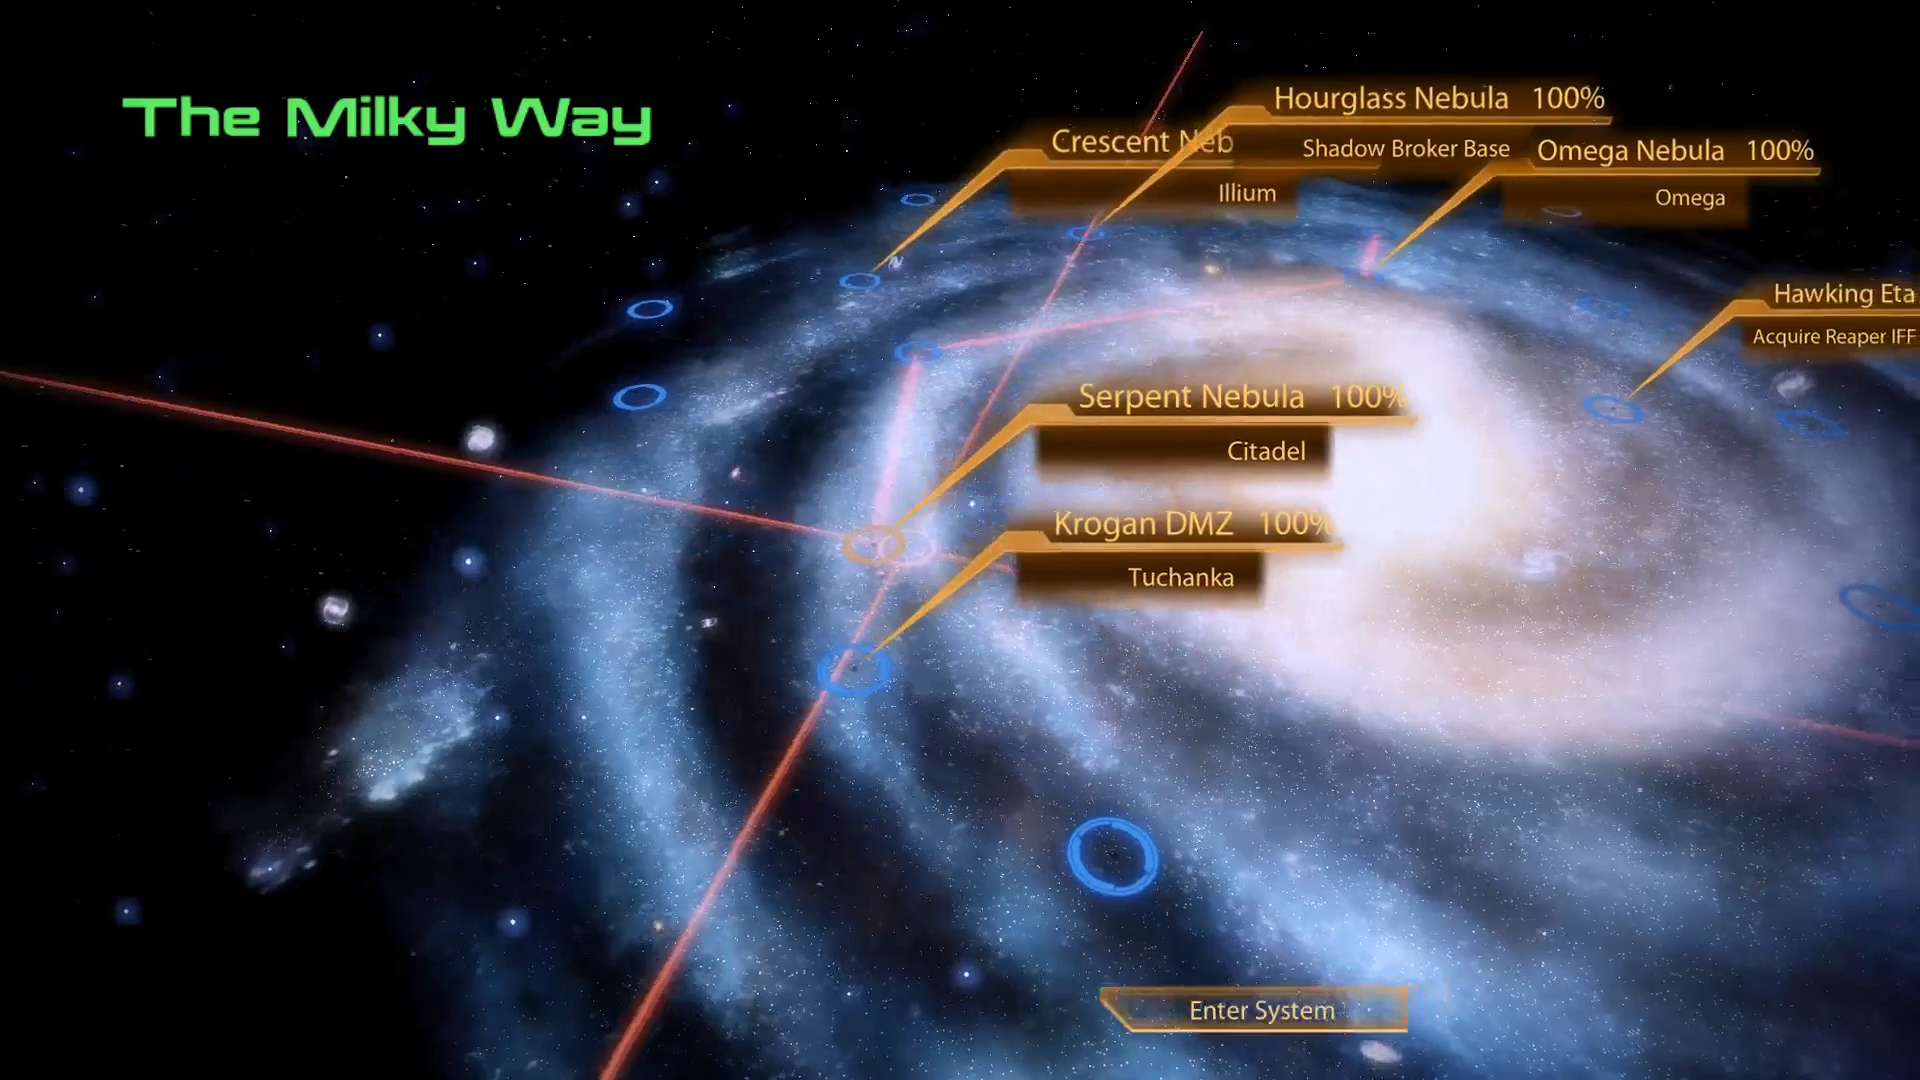 The Milky Way
Hourglass Nebula 100%
Shadow Broker Base
Crescent Neb
Illium
Omega Nebula 100%
Omega
Hawking Eta
Acquire Reaper IFF
Serpent Nebula 100%
Citadel
Krogan DMZ 100%
Tuchanka
Enter System